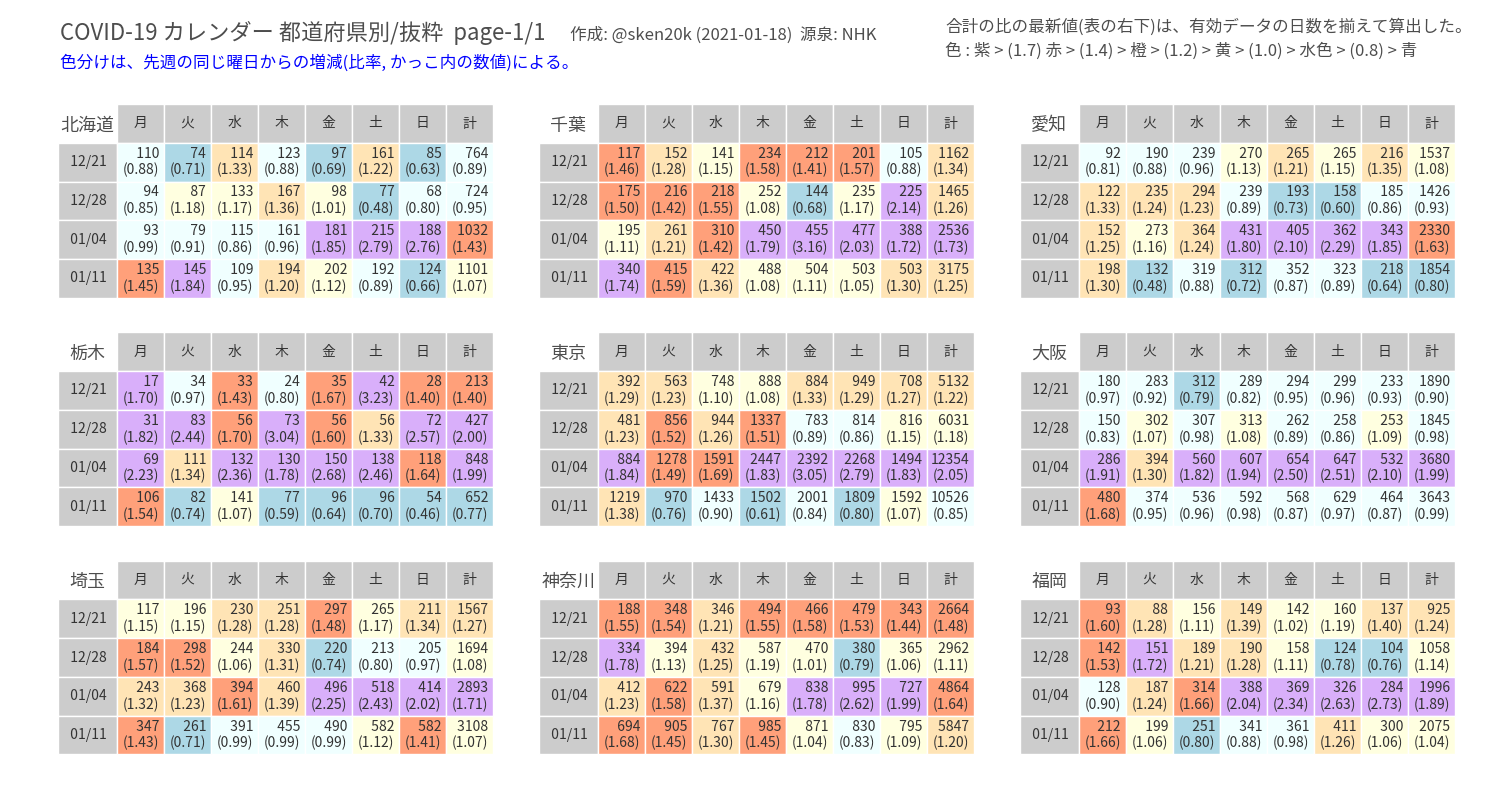 COVID-19 カレンダー 都道府県別/抜粋 page-1/1 作成: @sken20k (2021-01-18) 源泉: NHK
合計の比の最新値(表の右下)は、有効データの日数を揃えて算出した。
色分けは、先週の同じ曜日からの増減(比率, かっこ内の数値)による。
色 : 紫 > (1.7) 赤 > (1.4) > 橙 > (1.2) > 黄 > (1.0) > 水色 > (0.8) > 青
北海道 月 火 水 木 金 土 日 計
12/21 110 74 114 123 97 161 85 764
(0.88) (0.71) (1.33) (0.88) (0.69) (1.22) (0.63) (0.89)
12/28 94 87 133 167 98 77 68 724
(0.85) (1.18) (1.17) (1.36) (1.01) (0.48) (0.80) (0.95)
01/04 93 79 115 161 181 215 188 1032
(0.99) (0.91) (0.86) (0.96) (1.85) (2.79) (2.76) (1.43)
01/11 135 145 109 194 202 192 124 1101
(1.45) (1.84) (0.95) (1.20) (1.12) (0.89) (0.66) (1.07)
千葉 月 火 水 木 金 土 日 計
12/21 117 152 141 234 212 201 105 1162
(1.46) (1.28) (1.15) (1.58) (1.41) (1.57) (0.88) (1.34)
12/28 175 216 218 252 144 235 225 1465
(1.50) (1.42) (1.55) (1.08) (0.68) (1.17) (2.14) (1.26)
01/04 195 261 310 450 455 477 388 2536
(1.11) (1.21) (1.42) (1.79) (3.16) (2.03) (1.72) (1.73)
01/11 340 415 422 488 504 503 503 3175
(1.74) (1.59) (1.36) (1.08) (1.11) (1.05) (1.30) (1.25)
愛知 月 火 水 木 金 土 日 計
12/21 92 190 239 270 265 265 216 1537
(0.81) (0.88) (0.96) (1.13) (1.21) (1.15) (1.35) (1.08)
12/28 122 235 294 239 193 158 185 1426
(1.33) (1.24) (1.23) (0.89) (0.73) (0.60) (0.86) (0.93)
01/04 152 273 364 431 405 362 343 2330
(1.25) (1.16) (1.24) (1.80) (2.10) (2.29) (1.85) (1.63)
01/11 198 132 319 312 352 323 218 1854
(1.30) (0.48) (0.88) (0.72) (0.87) (0.89) (0.64) (0.80)
栃木 月 火 水 木 金 土 日 計
12/21 17 34 33 24 35 42 28 213
(1.70) (0.97) (1.43) (0.80) (1.67) (3.23) (1.40) (1.40)
12/28 31 83 56 73 56 56 72 427
(1.82) (2.44) (1.70) (3.04) (1.60) (1.33) (2.57) (2.00)
01/04 69 111 132 130 150 138 118 848
(2.23) (1.34) (2.36) (1.78) (2.68) (2.46) (1.64) (1.99)
01/11 106 82 141 77 96 96 54 652
(1.54) (0.74) (1.07) (0.59) (0.64) (0.70) (0.46) (0.77)
東京 月 火 水 木 金 土 日 計
12/21 392 563 748 888 884 949 708 5132
(1.29) (1.23) (1.10) (1.08) (1.33) (1.29) (1.27) (1.22)
12/28 481 856 944 1337 783 814 816 6031
(1.23) (1.52) (1.26) (1.51) (0.89) (0.86) (1.15) (1.18)
01/04 884 1278 1591 2447 2392 2268 1494 12354
(1.84) (1.49) (1.69) (1.83) (3.05) (2.79) (1.83) (2.05)
01/11 1219 970 1433 1502 2001 1809 1592 10526
(1.38) (0.76) (0.90) (0.61) (0.84) (0.80) (1.07) (0.85)
大阪 月 火 水 木 金 土 日 計
12/21 180 283 312 289 294 299 233 1890
(0.97) (0.92) (0.79) (0.82) (0.95) (0.96) (0.93) (0.90)
12/28 150 302 307 313 262 258 253 1845
(0.83) (1.07) (0.98) (1.08) (0.89) (0.86) (1.09) (0.98)
01/04 286 394 560 607 654 647 532 3680
(1.91) (1.30) (1.82) (1.94) (2.50) (2.51) (2.10) (1.99)
01/11 480 374 536 592 568 629 464 3643
(1.68) (0.95) (0.96) (0.98) (0.87) (0.97) (0.87) (0.99)
埼玉 月 火 水 木 金 土 日 計
12/21 117 196 230 251 297 265 211 1567
(1.15) (1.15) (1.28) (1.28) (1.48) (1.17) (1.34) (1.27)
12/28 184 298 244 330 220 213 205 1694
(1.57) (1.52) (1.06) (1.31) (0.74) (0.80) (0.97) (1.08)
01/04 243 368 394 460 496 518 414 2893
(1.32) (1.23) (1.61) (1.39) (2.25) (2.43) (2.02) (1.71)
01/11 347 261 391 455 490 582 582 3108
(1.43) (0.71) (0.99) (0.99) (0.99) (1.12) (1.41) (1.07)
神奈川 月 火 水 木 金 土 日 計
12/21 188 348 346 494 466 479 343 2664
(1.55) (1.54) (1.21) (1.55) (1.58) (1.53) (1.44) (1.48)
12/28 334 394 432 587 470 380 365 2962
(1.78) (1.13) (1.25) (1.19) (1.01) (0.79) (1.06) (1.11)
01/04 412 622 591 679 838 995 727 4864
(1.23) (1.58) (1.37) (1.16) (1.78) (2.62) (1.99) (1.64)
01/11 694 905 767 985 871 830 795 5847
(1.68) (1.45) (1.30) (1.45) (1.04) (0.83) (1.09) (1.20)
福岡 月 火 水 木 金 土 日 計
12/21 93 88 156 149 142 160 137 925
(1.60) (1.28) (1.11) (1.39) (1.02) (1.19) (1.40) (1.24)
12/28 142 151 189 190 158 124 104 1058
(1.53) (1.72) (1.21) (1.28) (1.11) (0.78) (0.76) (1.14)
01/04 128 187 314 388 369 326 284 1996
(0.90) (1.24) (1.66) (2.04) (2.34) (2.63) (2.73) (1.89)
01/11 212 199 251 341 361 411 300 2075
(1.66) (1.06) (0.80) (0.88) (0.98) (1.26) (1.06) (1.04)